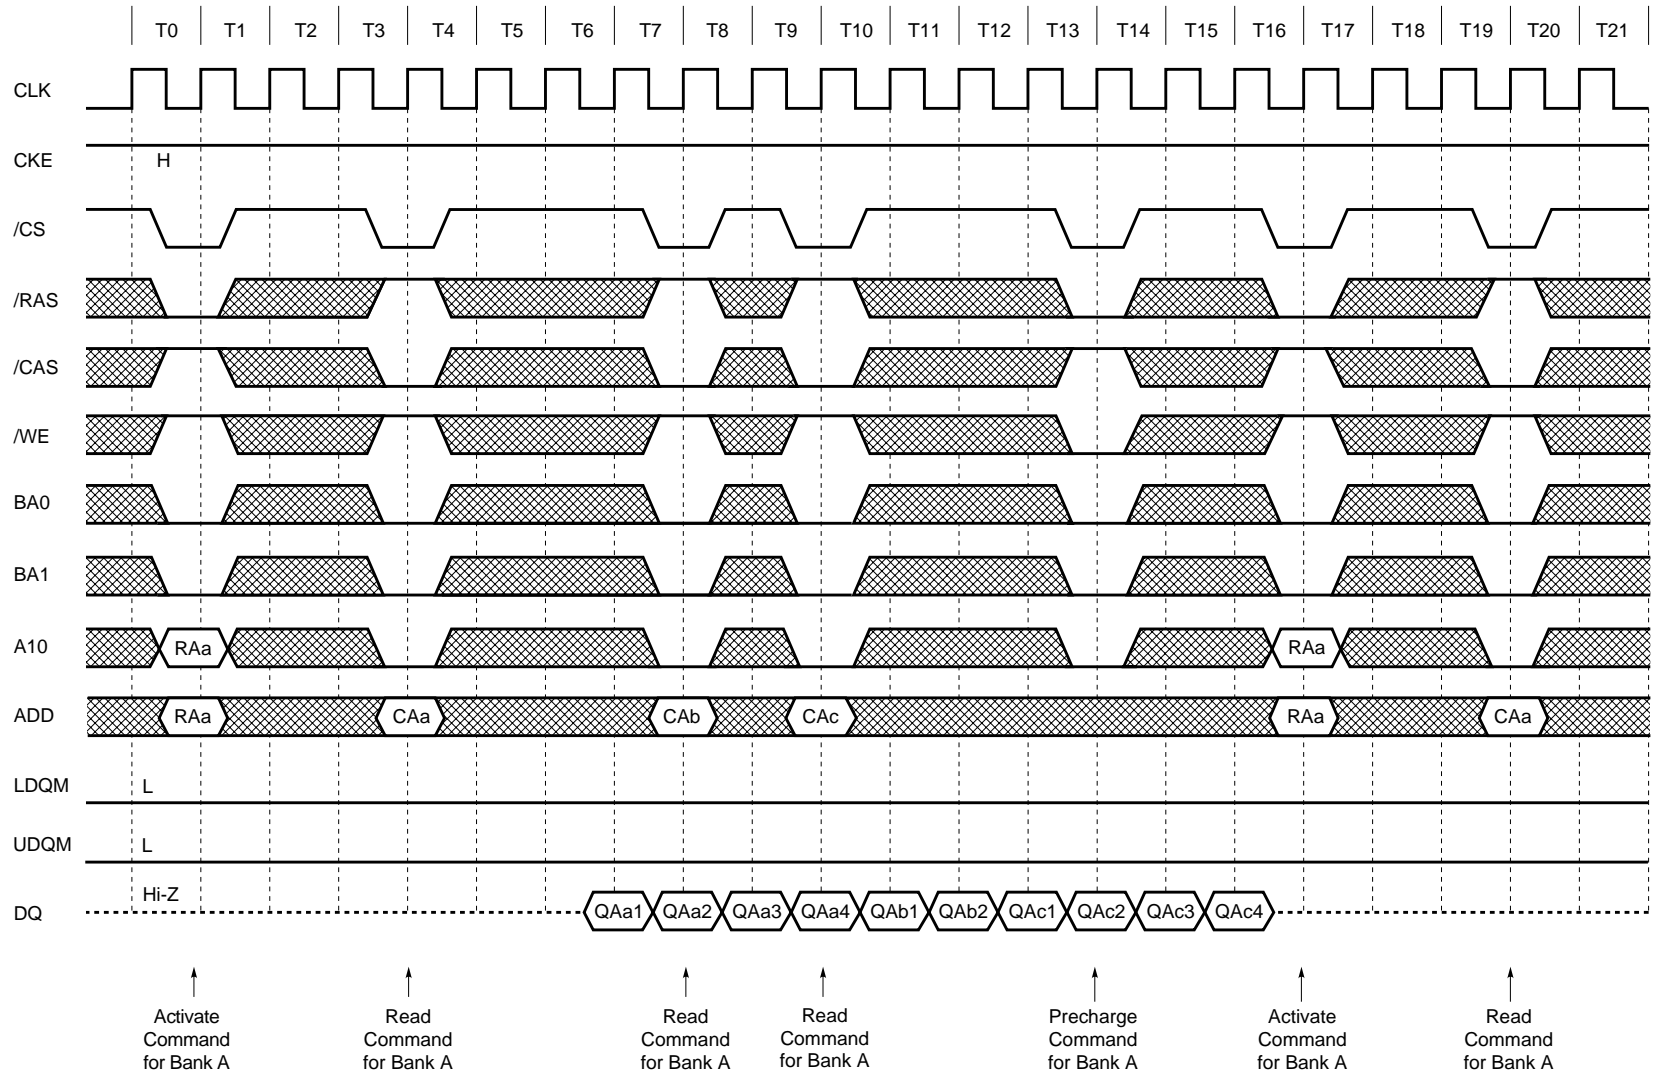 T0 T1 T2 T3 T4 T5 T6 T7 T8 T9 T10 T11 T12 T13 T14 T15 T16 T17 T18 T19 T20 T21
CLK
CKE H
/CS
/RAS
/CAS
/WE
BA0
BA1
A10 RAa RAa
ADD RAa CAa CAb CAc RAa CAa
LDQM L
UDQM L
Hi-Z
DQ QAa1 QAa2 QAa3 QAa4 QAb1 QAb2 QAc1 QAc2 QAc3 QAc4
Activate Read Read Read Precharge Activate Read
Command Command Command Command Command Command Command
for Bank A for Bank A for Bank A for Bank A for Bank A for Bank A for Bank A